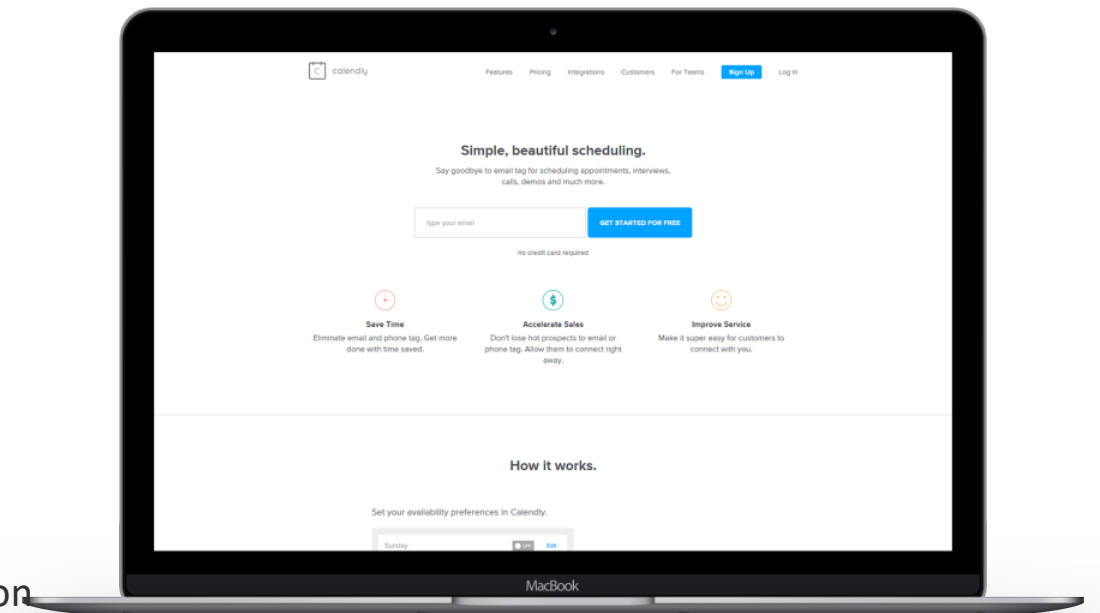 C calendly
Features Pricing Integrations Customers For Teams Sign Up Log In
Simple, beautiful scheduling.
Say goodbye to email tag for scheduling appointments, interviews,
calls, demos and much more.
type your email GET STARTED FOR FREE
no credit card required
$
Save Time
Eliminate email and phone tag. Get more
done with time saved.
Accelerate Sales
Don't lose hot prospects to email or
phone tag. Allow them to connect right
away.
Improve Service
Make it super easy for customers to
connect with you.
How it works.
Set your availability preferences in Calendly.
Sunday OFF Edit
MacBook
on